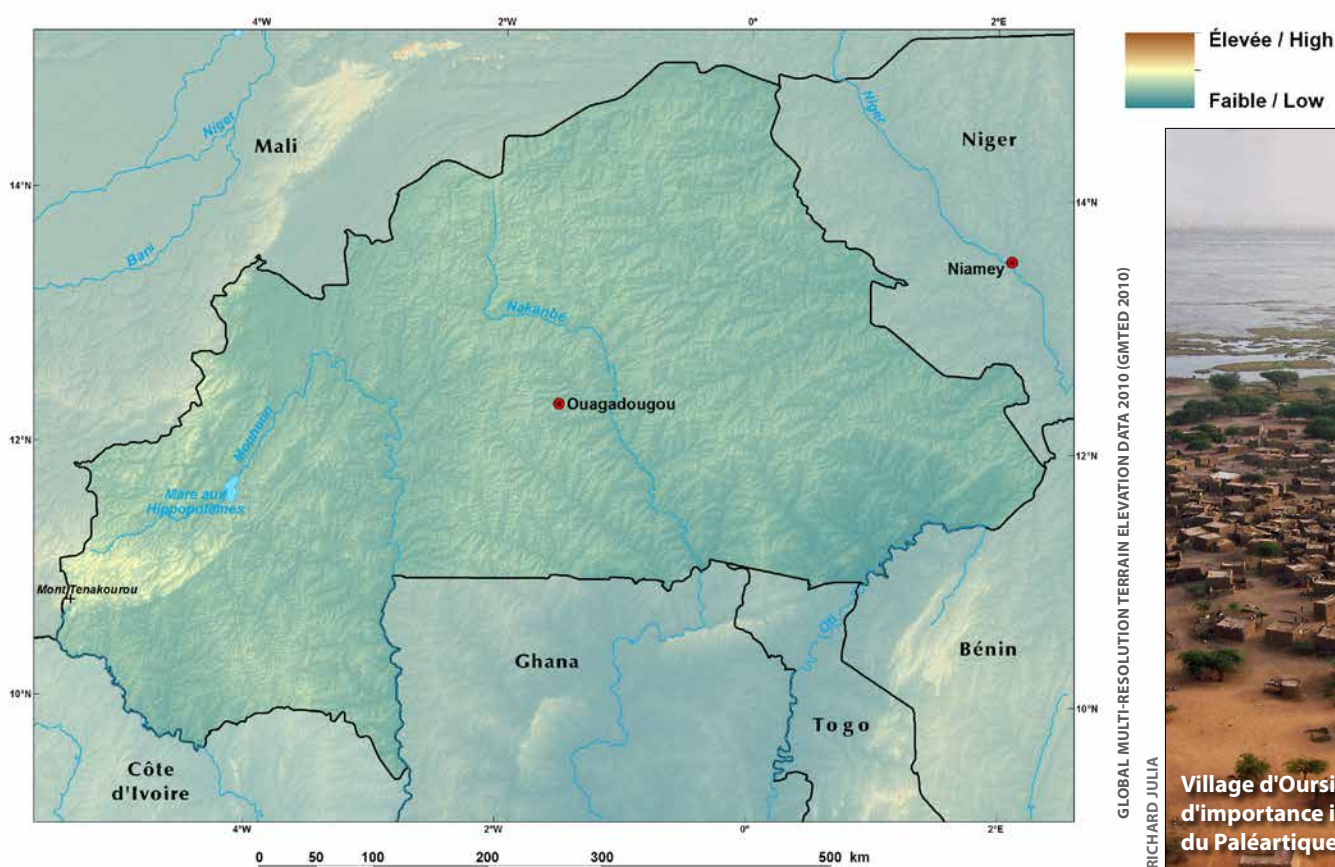 4°W
2°W
0°
2°E
Élevée / High
Faible / Low
Niger
Niger
Mali
Niger
14°N
14°N
Bani
Niamey
Nakanbé
Ouagadougou
12°N
12°N
Mouhoun
Mare aux
Hippopotames
Mont Tenakourou
Oti
Ghana
Bénin
10°N
10°N
Togo
Côte
d'Ivoire
4°W
2°W
0°
2°E
0 50 100 200 300 500 km
GLOBAL MULTI-RESOLUTION TERRAIN ELEVATION DATA 2010 (GMTED 2010)
RICHARD JULIA
Village d'Oursi
d'importance i
du Paléartique